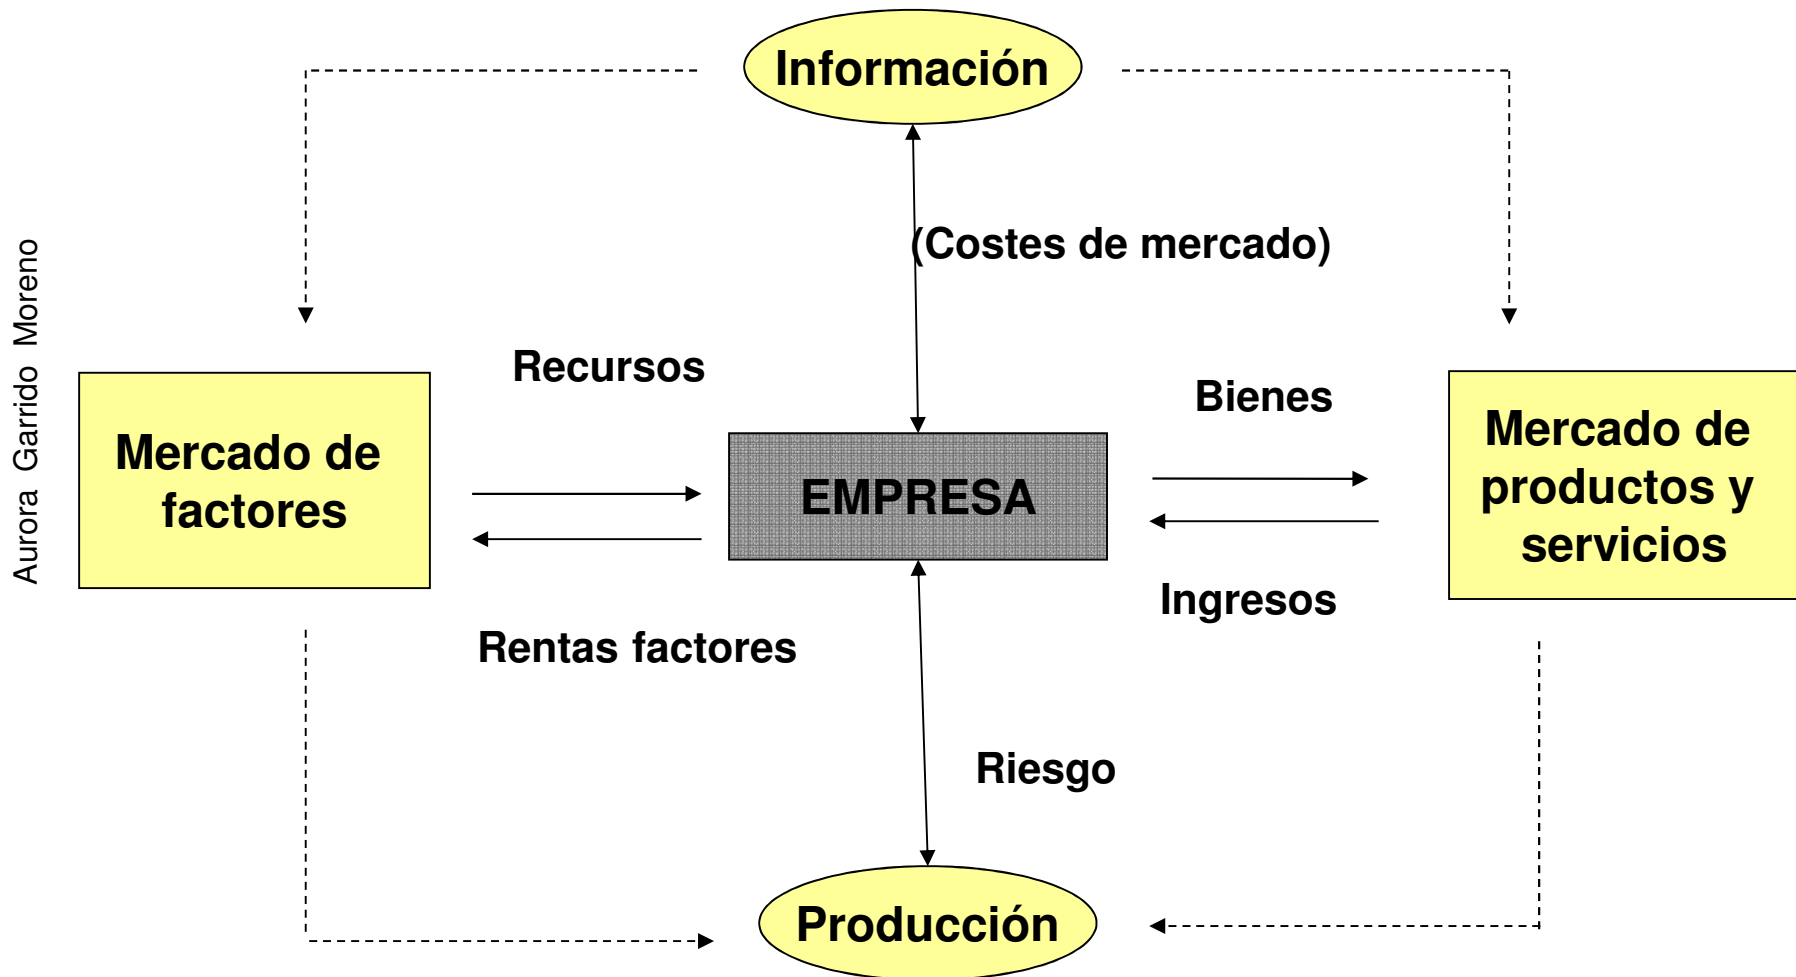 Información
(Costes de mercado)
Aurora Garrido Moreno
Recursos
Bienes
Mercado de
factores
EMPRESA
Mercado de
productos y
servicios
Ingresos
Rentas factores
Riesgo
Producción